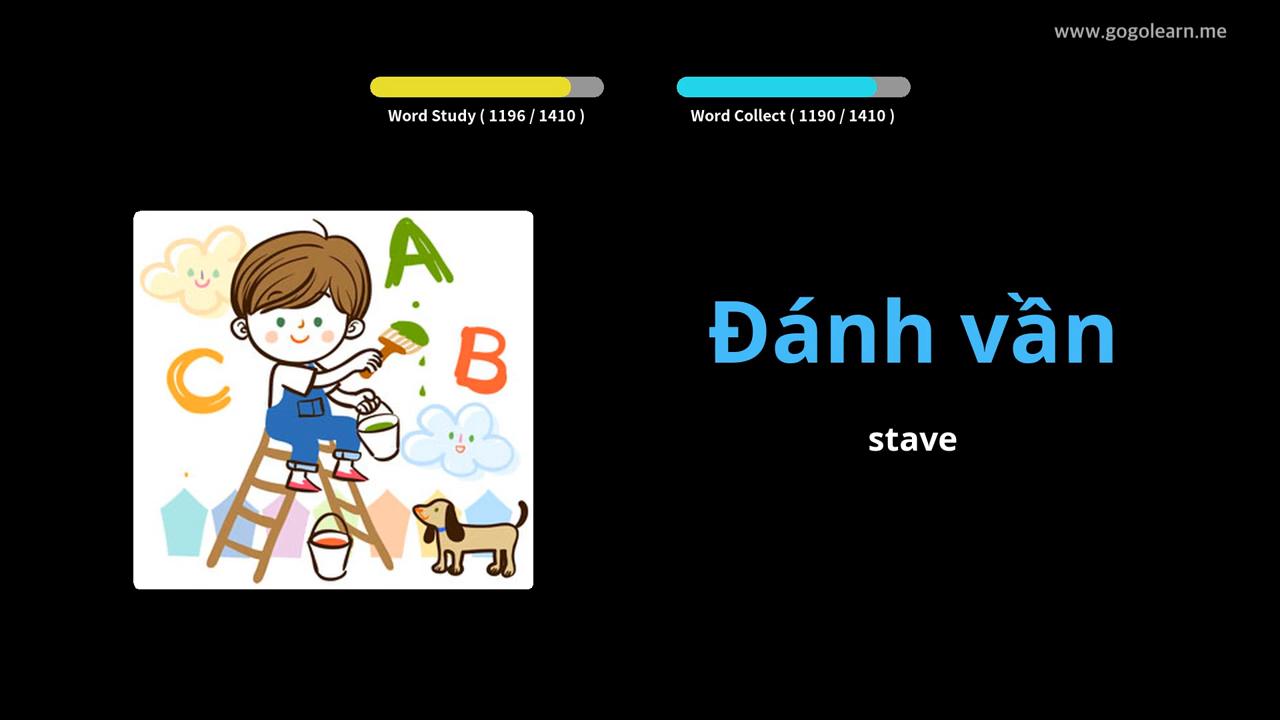 www.gogolearn.me
Word Study ( 1196 / 1410 )
Word Collect ( 1190 / 1410 )
A
B
C
Đánh vần
stave